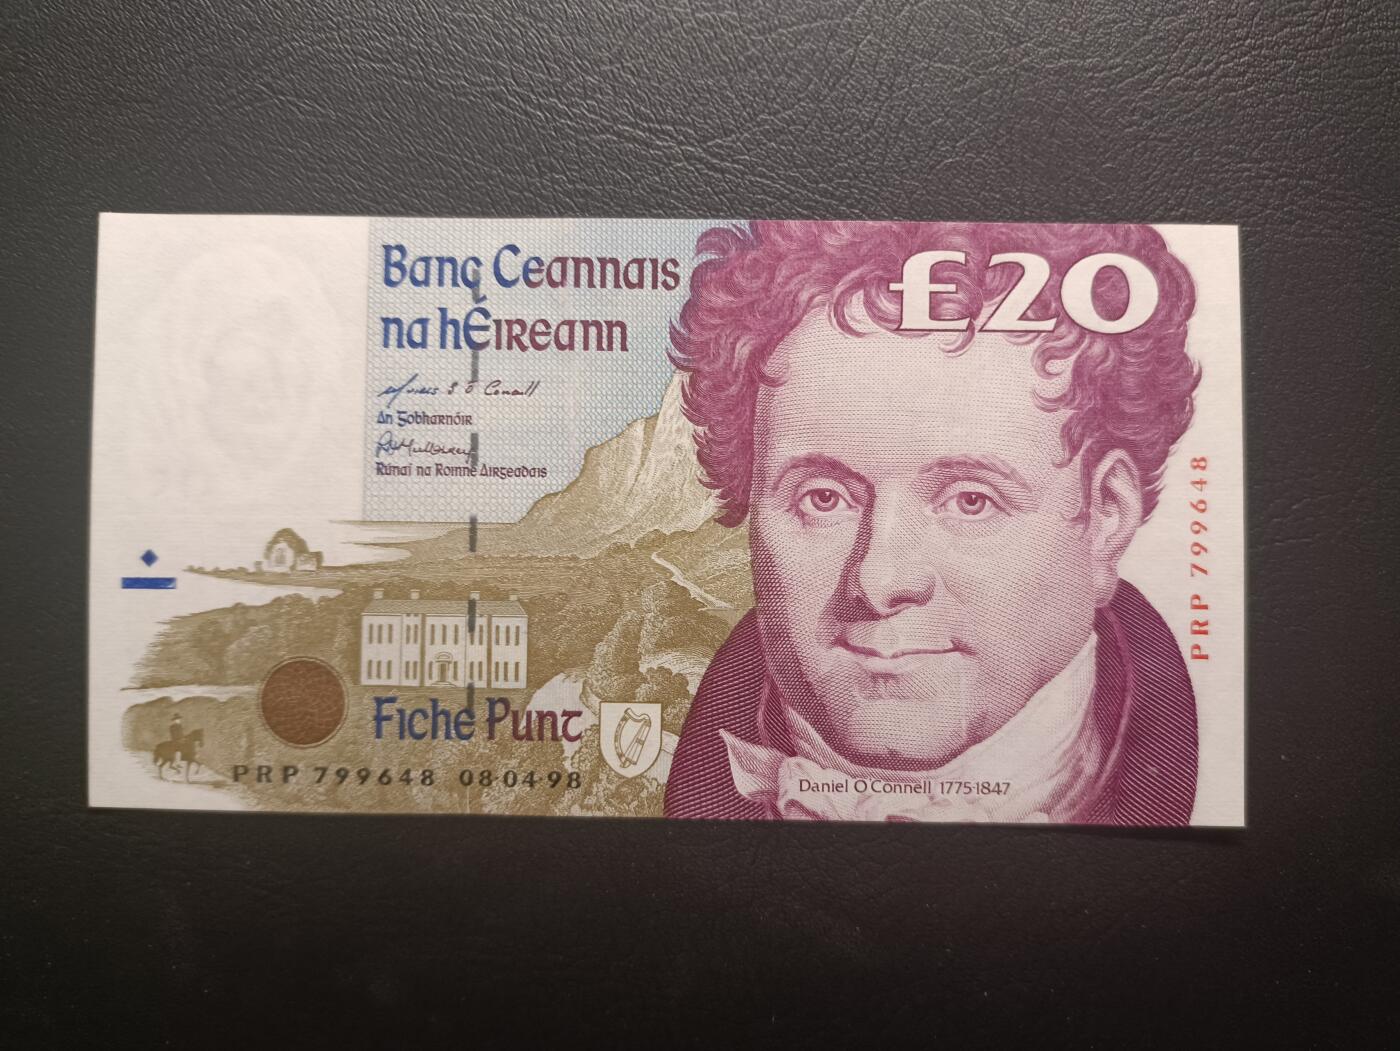 Banc Ceannais
na hÉireann
£20
An Gobharnóir
Rúnaí na Roinne Airgeadais
PRP 799648
Fiche Punt
PRP 799648 08·04·98
Daniel O'Connell 1775-1847